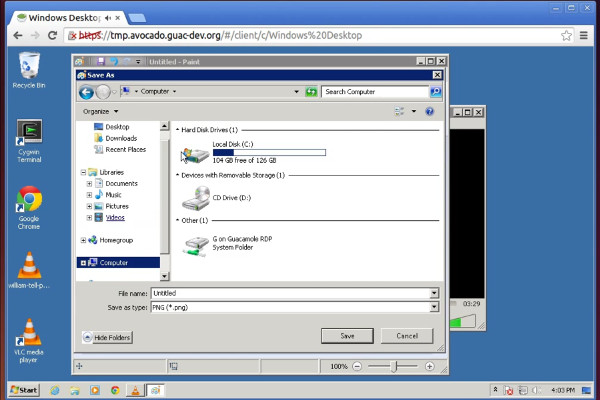 Windows Desktop
https://tmp.avocado.guac-dev.org/#/client/c/Windows%20Desktop
Untitled - Paint
Save As
Computer
Search Computer
Organize
Recycle Bin
Cygwin Terminal
Google Chrome
william-tell-p...
VLC media player
Desktop
Downloads
Recent Places
Libraries
Documents
Music
Pictures
Videos
Homegroup
Computer
Hard Disk Drives (1)
Local Disk (C:)
104 GB free of 126 GB
Devices with Removable Storage (1)
CD Drive (D:)
Other (1)
G on Guacamole RDP
System Folder
File name: Untitled
Save as type: PNG (*.png)
Hide Folders
Save
Cancel
03:29
100%
Start
4:03 PM